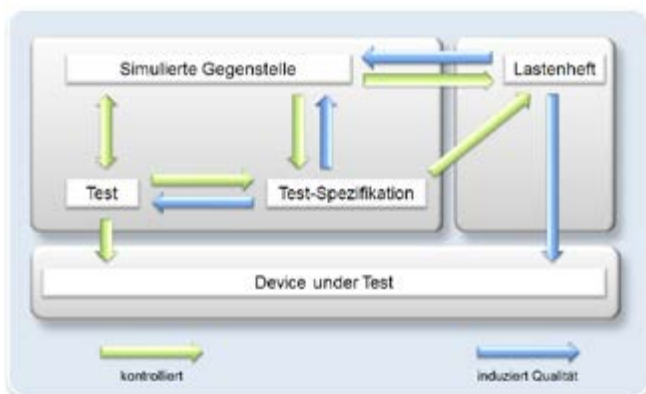 Simulierte Gegenstelle
Lastenheft
Test
Test-Spezifikation
Device under Test
kontrolliert
induziert Qualität